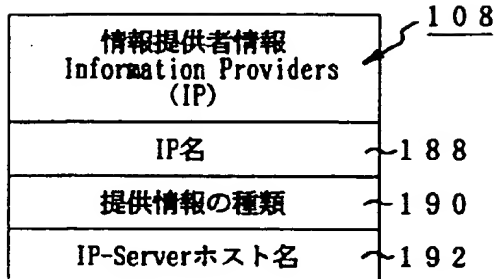 108
情報提供者情報
Information Providers
(IP)
IP名 188
提供情報の種類 190
IP-Serverホスト名 192